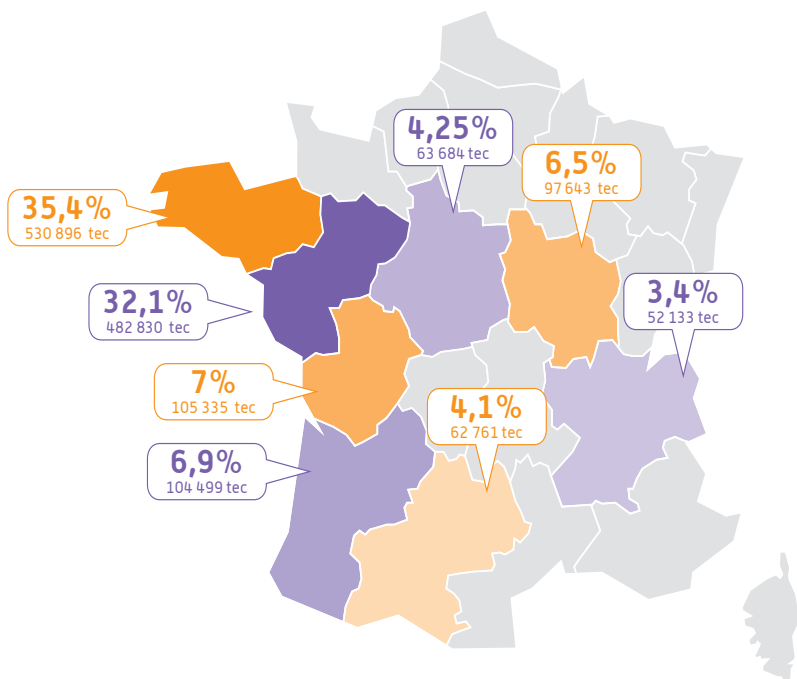 4,25%
63 684 tec
6,5%
97 643 tec
35,4%
530 896 tec
3,4%
52 133 tec
32,1%
482 830 tec
7%
105 335 tec
4,1%
62 761 tec
6,9%
104 499 tec